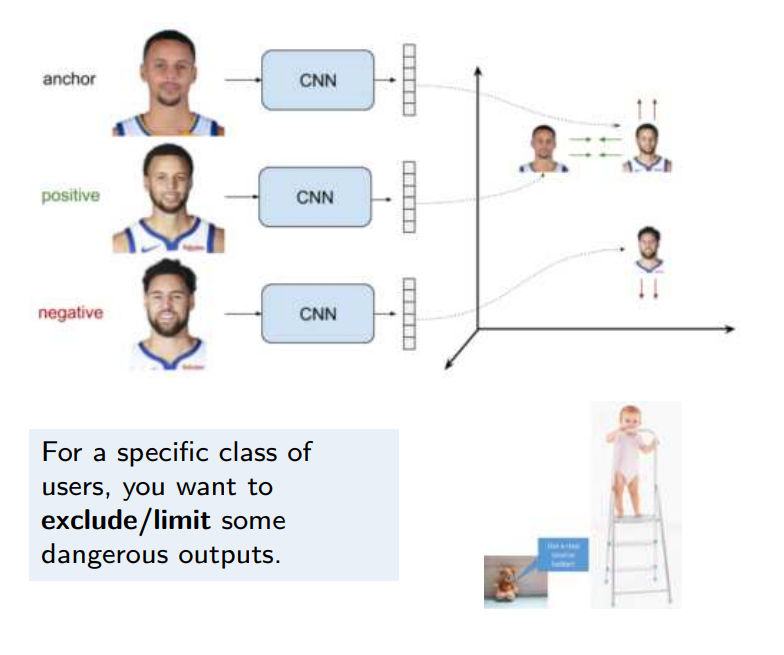 anchor
CNN
positive
CNN
negative
CNN
For a specific class of
users, you want to
exclude/limit some
dangerous outputs.